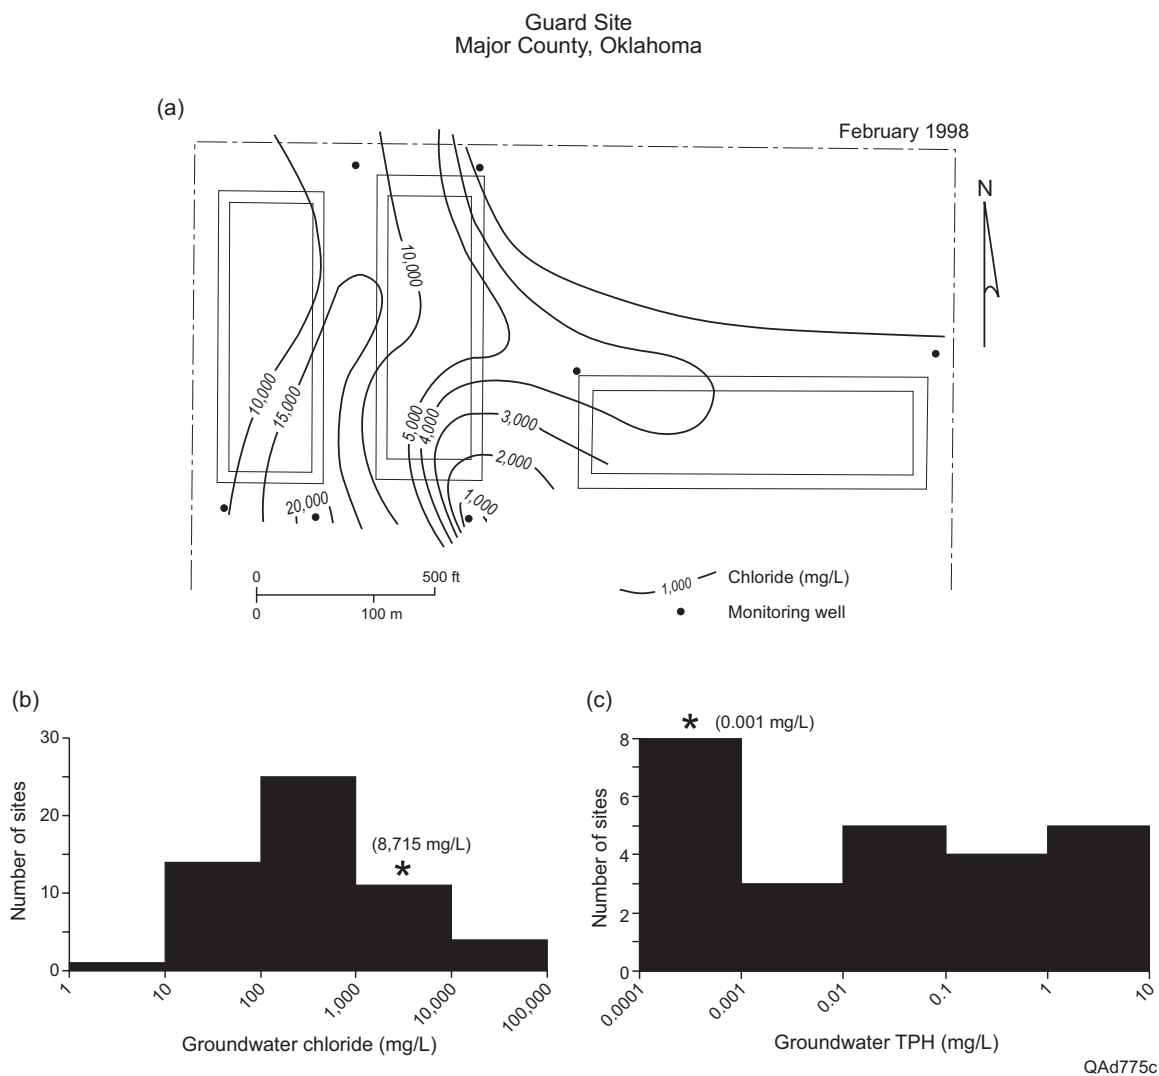 Guard Site
Major County, Oklahoma
(a)
February 1998
N
10,000
10,000
15,000
5,000
4,000
3,000
2,000
20,000
1,000
0 500 ft
0 100 m
1,000 Chloride (mg/L)
Monitoring well
(b)
30
20
10
0
Number of sites
(8,715 mg/L)
*
1 10 100 1,000 10,000 100,000
Groundwater chloride (mg/L)
(c)
* (0.001 mg/L)
8
6
4
2
0
Number of sites
0.0001 0.001 0.01 0.1 1 10
Groundwater TPH (mg/L)
QAd775c